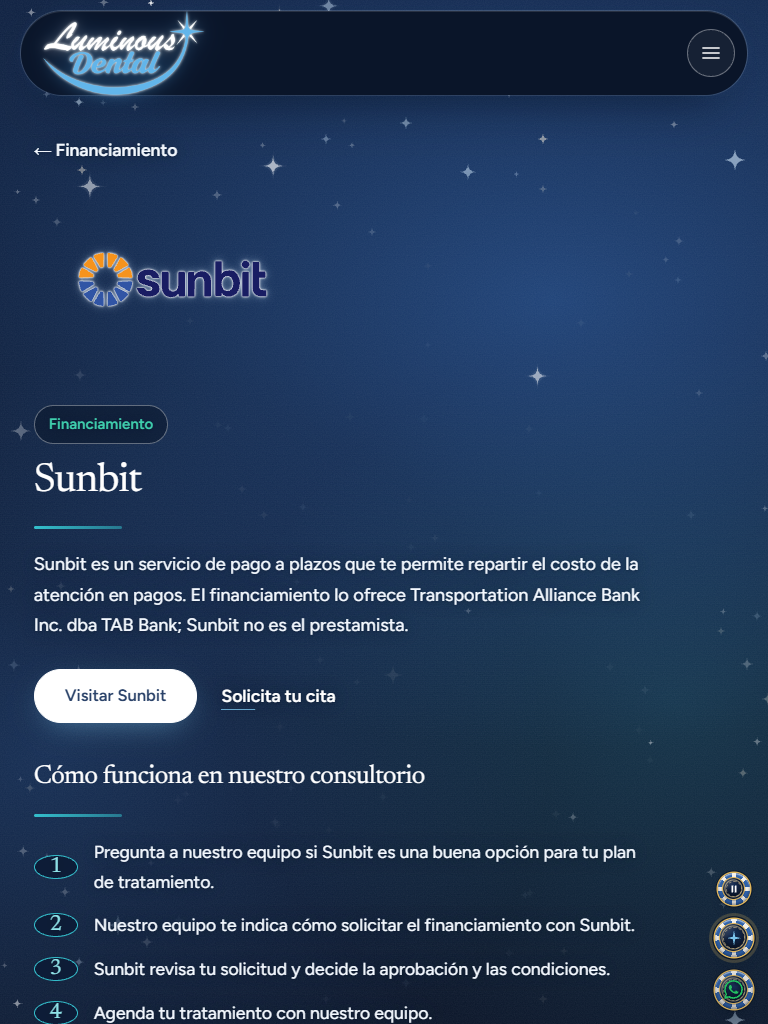 Luminous
Dental
← Financiamiento
sunbit
Financiamiento
Sunbit
Sunbit es un servicio de pago a plazos que te permite repartir el costo de la
atención en pagos. El financiamiento lo ofrece Transportation Alliance Bank
Inc. dba TAB Bank; Sunbit no es el prestamista.
Visitar Sunbit
Solicita tu cita
Cómo funciona en nuestro consultorio
1 Pregunta a nuestro equipo si Sunbit es una buena opción para tu plan
de tratamiento.
2 Nuestro equipo te indica cómo solicitar el financiamiento con Sunbit.
3 Sunbit revisa tu solicitud y decide la aprobación y las condiciones.
4 Agenda tu tratamiento con nuestro equipo.